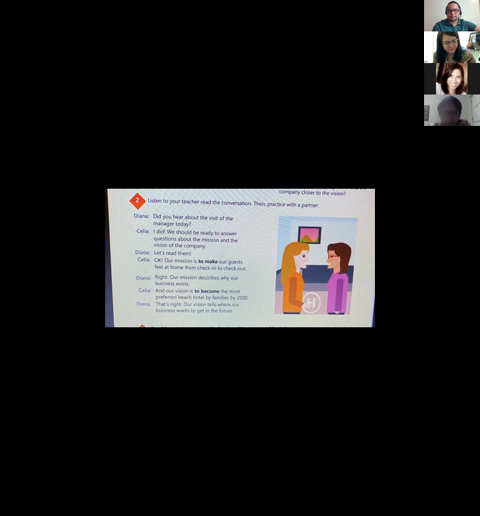 company closer to the vision?
2 Listen to your teacher read the conversation. Then, practice with a partner.
Diana: Did you hear about the visit of the
manager today?
Celia: I did! We should be ready to answer
questions about the mission and the
vision of the company.
Diana: Let's read them!
Celia: OK! Our mission is to make our guests
feel at home from check-in to check-out.
Diana: Right. Our mission describes why our
business exists.
Celia: And our vision is to become the most
preferred beach hotel by families by 2020.
Diana: That's right. Our vision tells where our
business wants to get in the future.
H